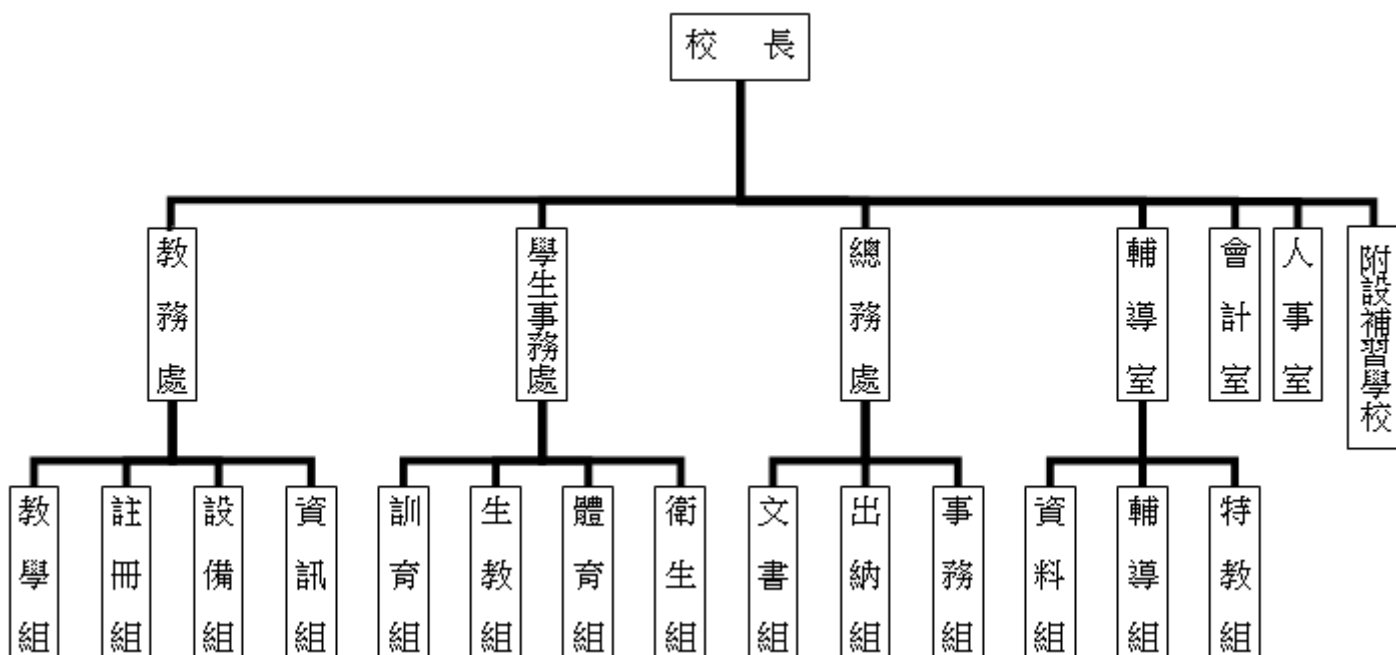 校長
教務處
學生事務處
總務處
輔導室
會計室
人事室
附設補習學校
教學組
註冊組
設備組
資訊組
訓育組
生教組
體育組
衛生組
文書組
出納組
事務組
資料組
輔導組
特教組